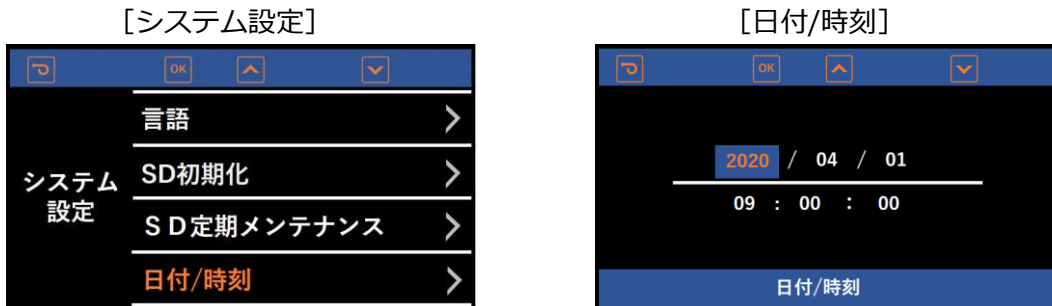 ［システム設定］
OK
言語
SD初期化
ＳＤ定期メンテナンス
日付/時刻
システム
設定
［日付/時刻］
OK
2020 / 04 / 01
09 : 00 : 00
日付/時刻